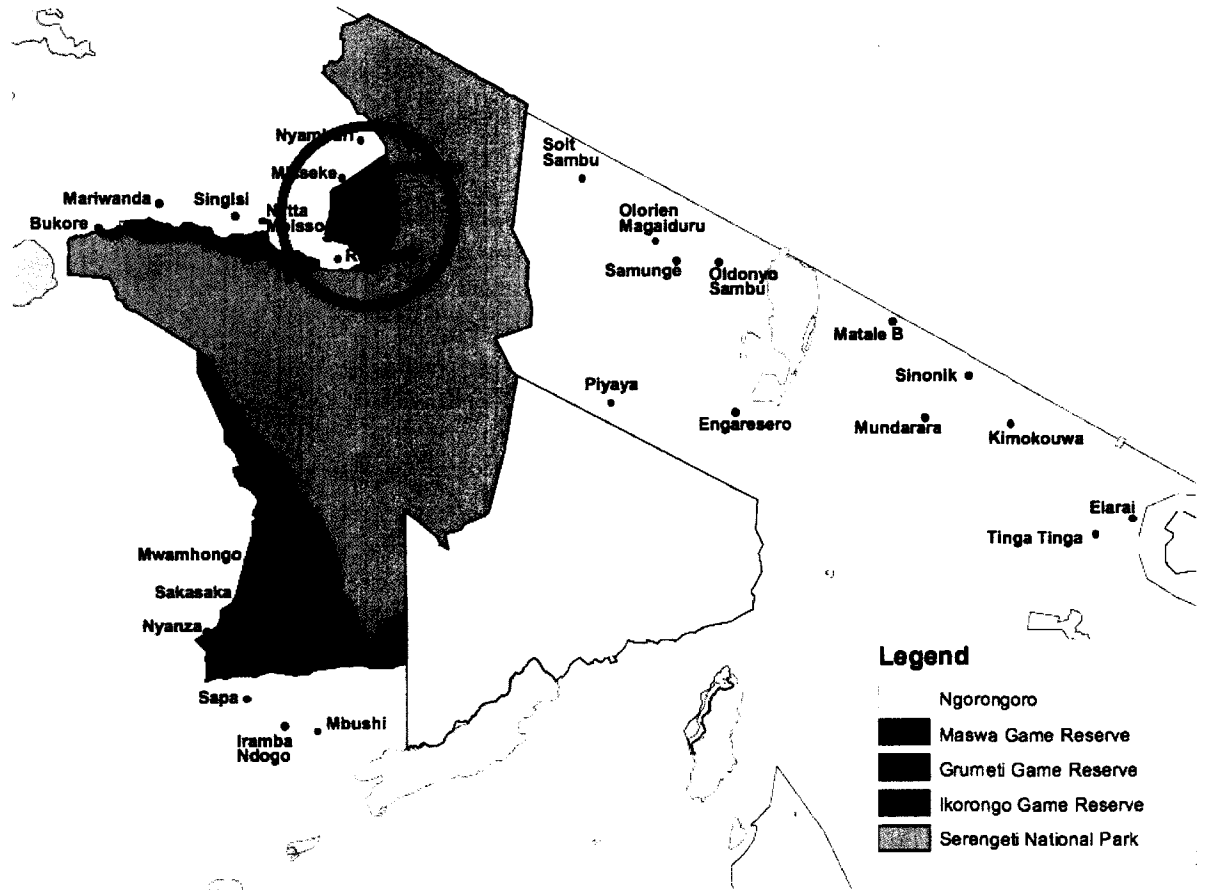 Soit
Sambu
Mariwanda
Singisi
Bukore
Olorien
Magaiduru
Samunge
Oldonyo
Sambu
Matale B
Sinonik
Piyaya
Engaresero
Mundarara
Kimokouwa
Elarai
Tinga Tinga
Mwamhongo
Sakasaka
Nyanza
Sapa
Iramba
Ndogo
Mbushi
Legend
Ngorongoro
Maswa Game Reserve
Grumeti Game Reserve
Ikorongo Game Reserve
Serengeti National Park